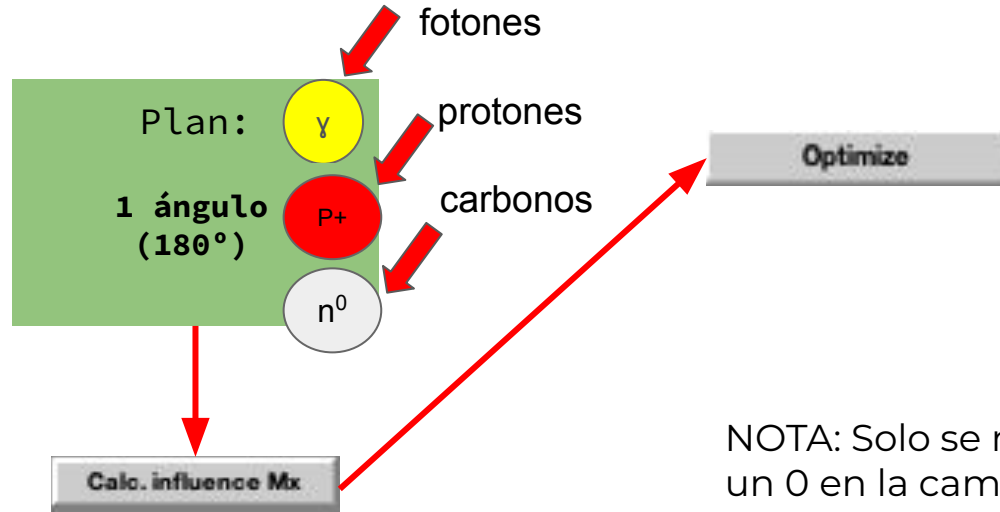 fotones
Plan:
γ
protones
Optimize
1 ángulo
(180º)
P+
carbonos
n⁰
NOTA: Solo se
un 0 en la cam
Calc. influence Mx